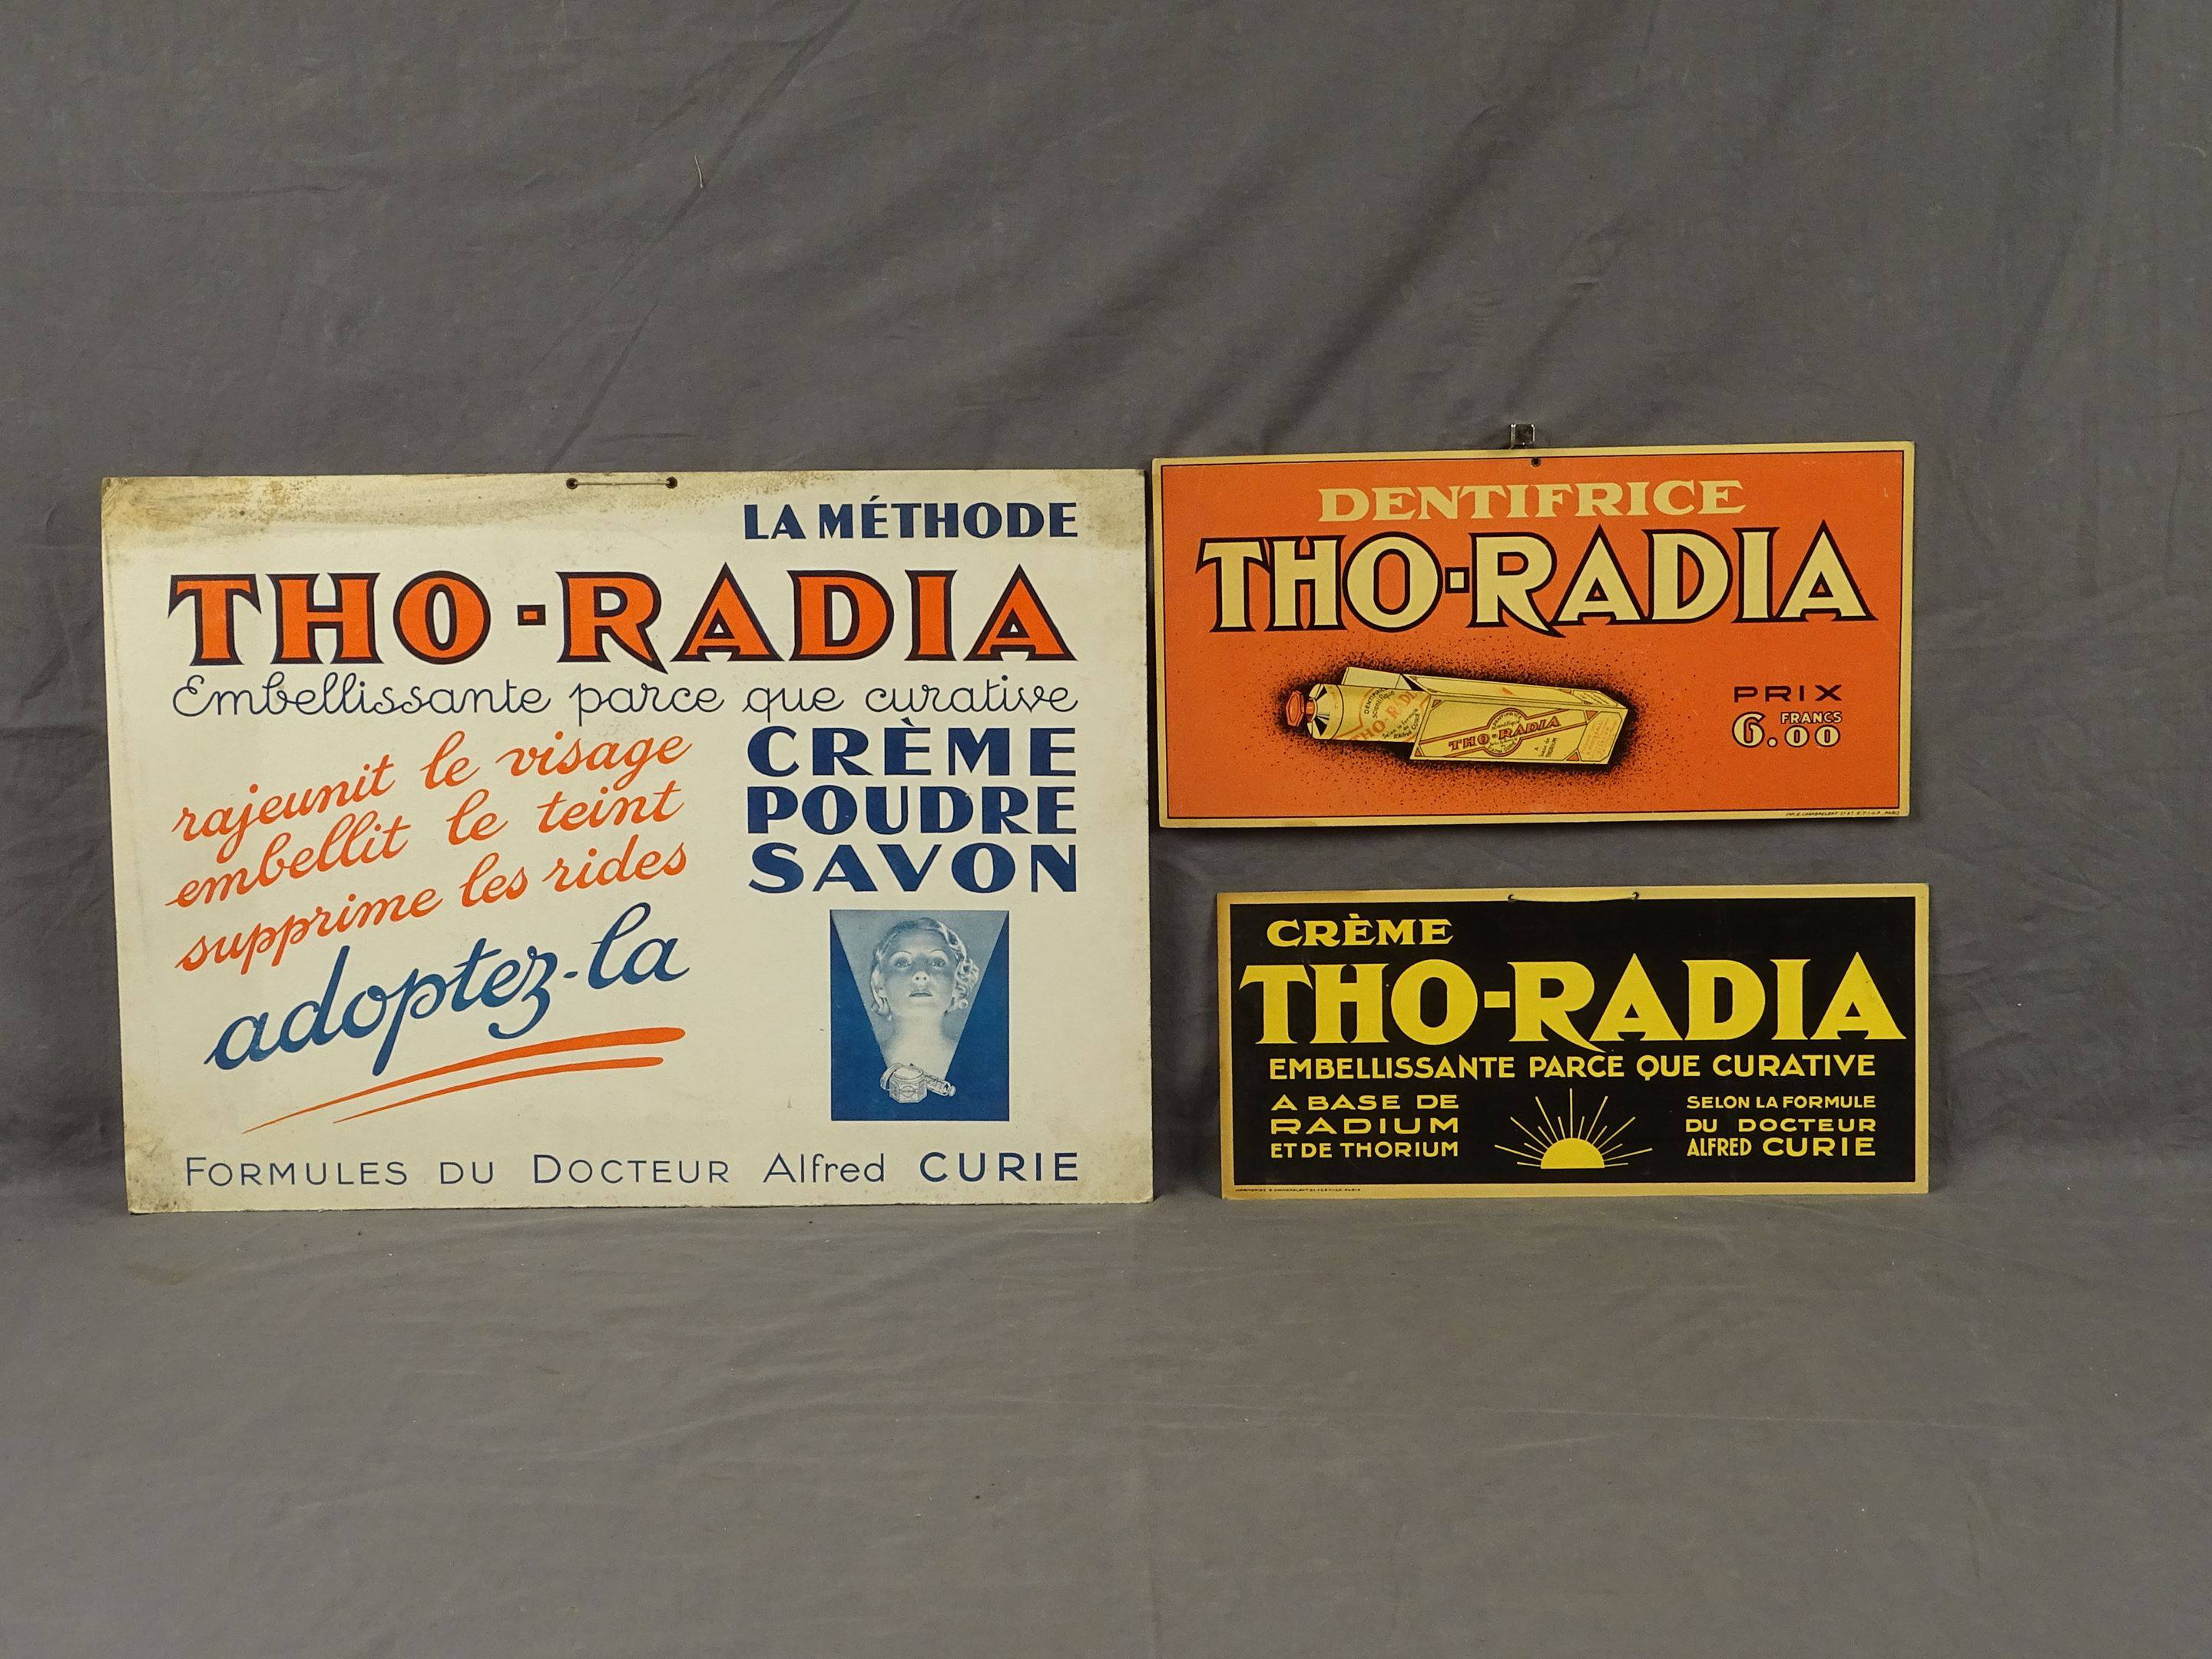 LA MÉTHODE
THO-RADIA
Embellissante parce que curative
rajeunit le visage
embellit le teint
supprime les rides
adoptez-la
CRÈME
POUDRE
SAVON
FORMULES DU DOCTEUR Alfred CURIE
DENTIFRICE
THO-RADIA
THO-RADIA
PRIX
6.00 FRANCS
CRÈME
THO-RADIA
EMBELLISSANTE PARCE QUE CURATIVE
A BASE DE
RADIUM
ET DE THORIUM
SELON LA FORMULE
DU DOCTEUR
ALFRED CURIE